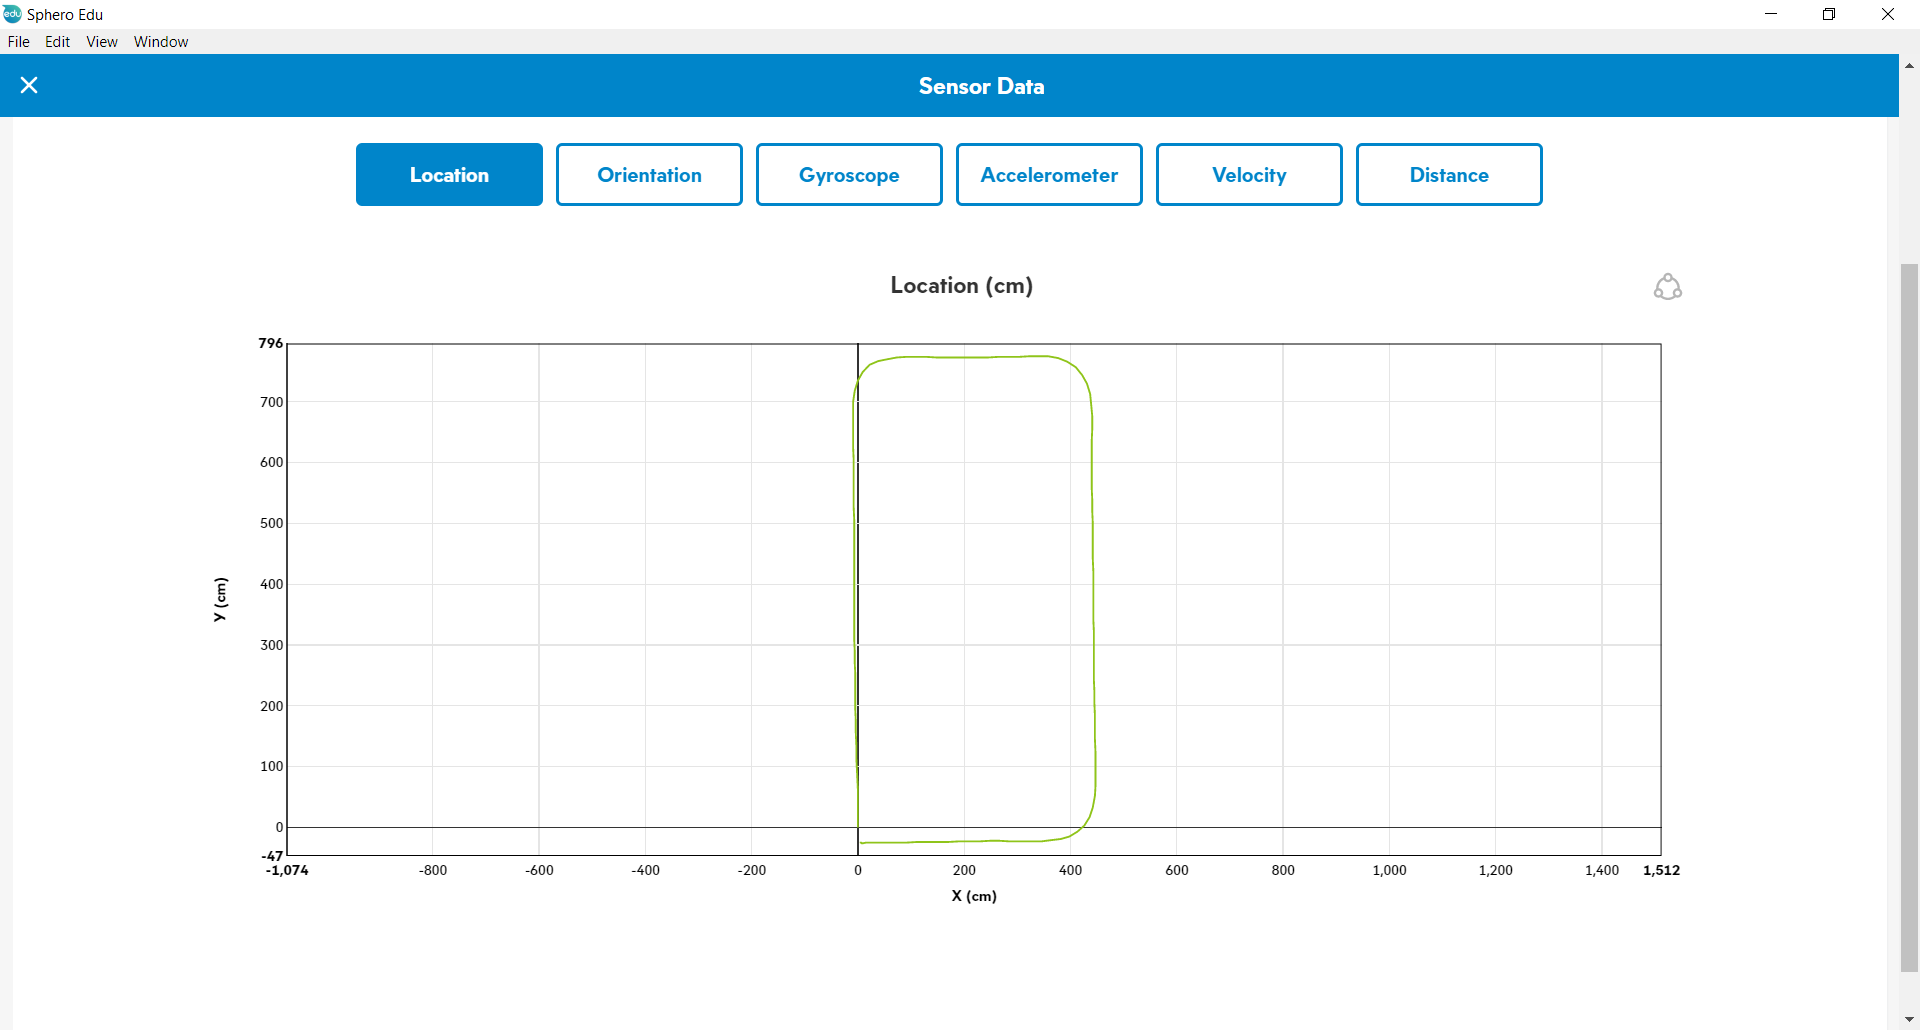 edu Sphero Edu
File Edit View Window
Sensor Data
Location Orientation Gyroscope Accelerometer Velocity Distance
Location (cm)
796
700
600
500
400
300
200
100
0
-47
y (cm)
-1,074 -800 -600 -400 -200 0 200 400 600 800 1,000 1,200 1,400 1,512
X (cm)